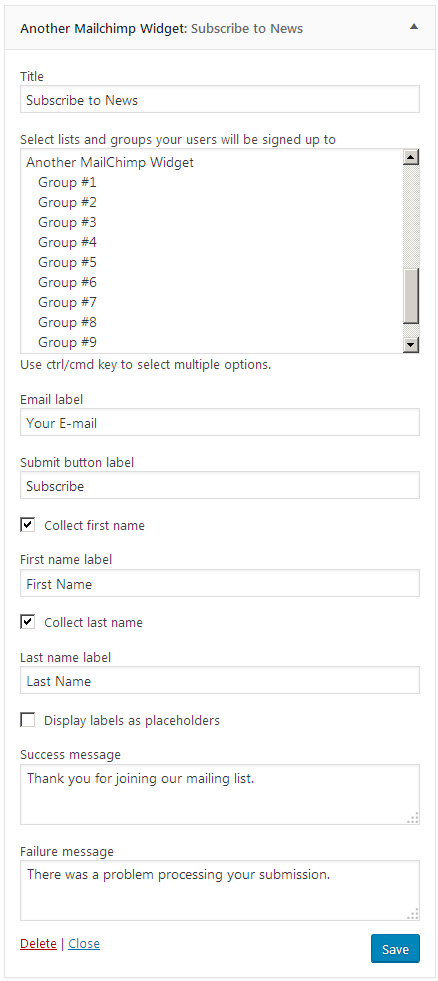 Another Mailchimp Widget: Subscribe to News
Title
Subscribe to News
Select lists and groups your users will be signed up to
Another MailChimp Widget
Group #1
Group #2
Group #3
Group #4
Group #5
Group #6
Group #7
Group #8
Group #9
Use ctrl/cmd key to select multiple options.
Email label
Your E-mail
Submit button label
Subscribe
Collect first name
First name label
First Name
Collect last name
Last name label
Last Name
Display labels as placeholders
Success message
Thank you for joining our mailing list.
Failure message
There was a problem processing your submission.
Delete | Close
Save